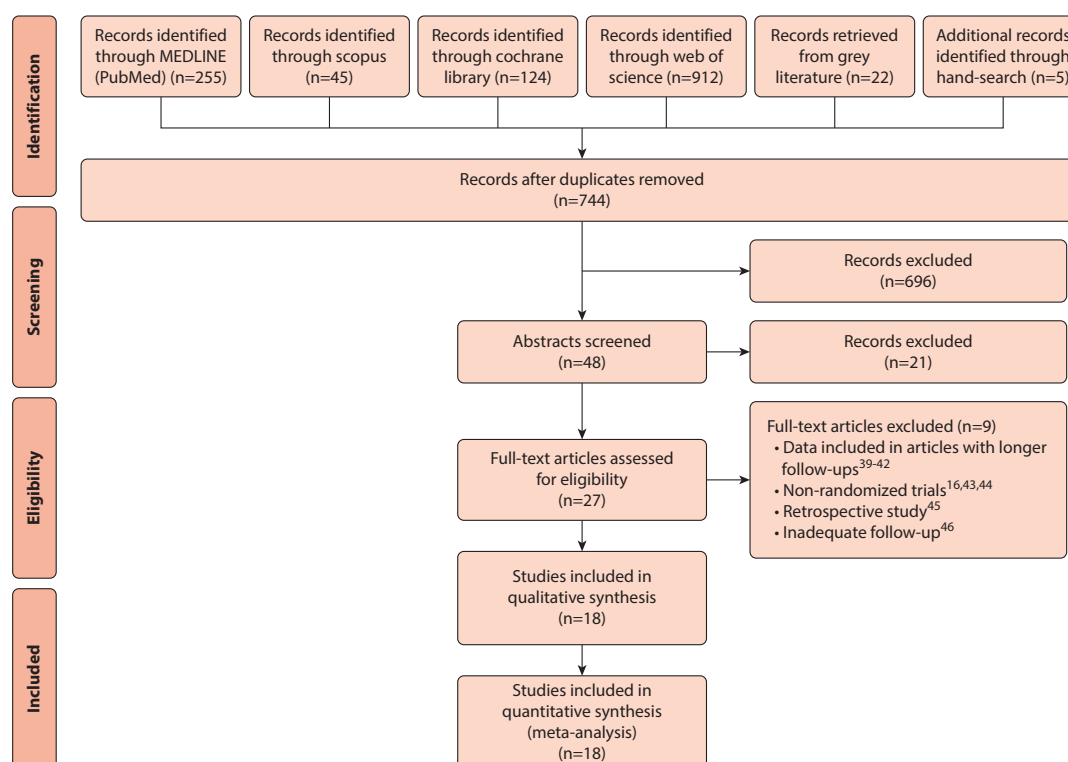 Identification
Records identified
through MEDLINE
(PubMed) (n=255)
Records identified
through scopus
(n=45)
Records identified
through cochrane
library (n=124)
Records identified
through web of
science (n=912)
Records retrieved
from grey
literature (n=22)
Additional records
identified through
hand-search (n=5)
Records after duplicates removed
(n=744)
Screening
Records excluded
(n=696)
Abstracts screened
(n=48)
Records excluded
(n=21)
Eligibility
Full-text articles assessed
for eligibility
(n=27)
Full-text articles excluded (n=9)
• Data included in articles with longer
follow-ups39-42
• Non-randomized trials16,43,44
• Retrospective study45
• Inadequate follow-up46
Studies included in
qualitative synthesis
(n=18)
Included
Studies included in
quantitative synthesis
(meta-analysis)
(n=18)